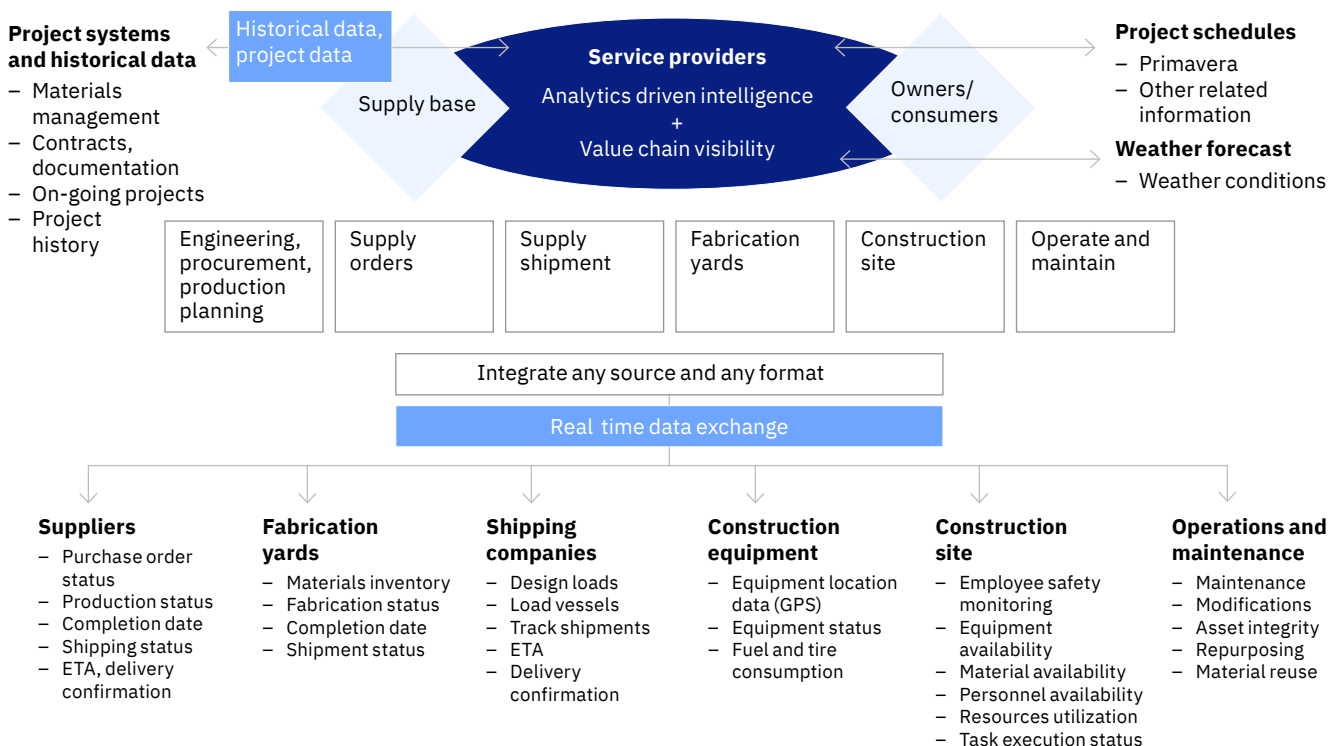 Project systems
and historical data
– Materials
management
– Contracts,
documentation
– On-going projects
– Project
history
Historical data,
project data
Supply base
Service providers
Analytics driven intelligence
+
Value chain visibility
Owners/
consumers
Project schedules
– Primavera
– Other related
information
Weather forecast
– Weather conditions
Engineering,
procurement,
production
planning
Supply
orders
Supply
shipment
Fabrication
yards
Construction
site
Operate and
maintain
Integrate any source and any format
Real time data exchange
Suppliers
– Purchase order
status
– Production status
– Completion date
– Shipping status
– ETA, delivery
confirmation
Fabrication
yards
– Materials inventory
– Fabrication status
– Completion date
– Shipment status
Shipping
companies
– Design loads
– Load vessels
– Track shipments
– ETA
– Delivery
confirmation
Construction
equipment
– Equipment location
data (GPS)
– Equipment status
– Fuel and tire
consumption
Construction
site
– Employee safety
monitoring
– Equipment
availability
– Material availability
– Personnel availability
– Resources utilization
– Task execution status
Operations and
maintenance
– Maintenance
– Modifications
– Asset integrity
– Repurposing
– Material reuse